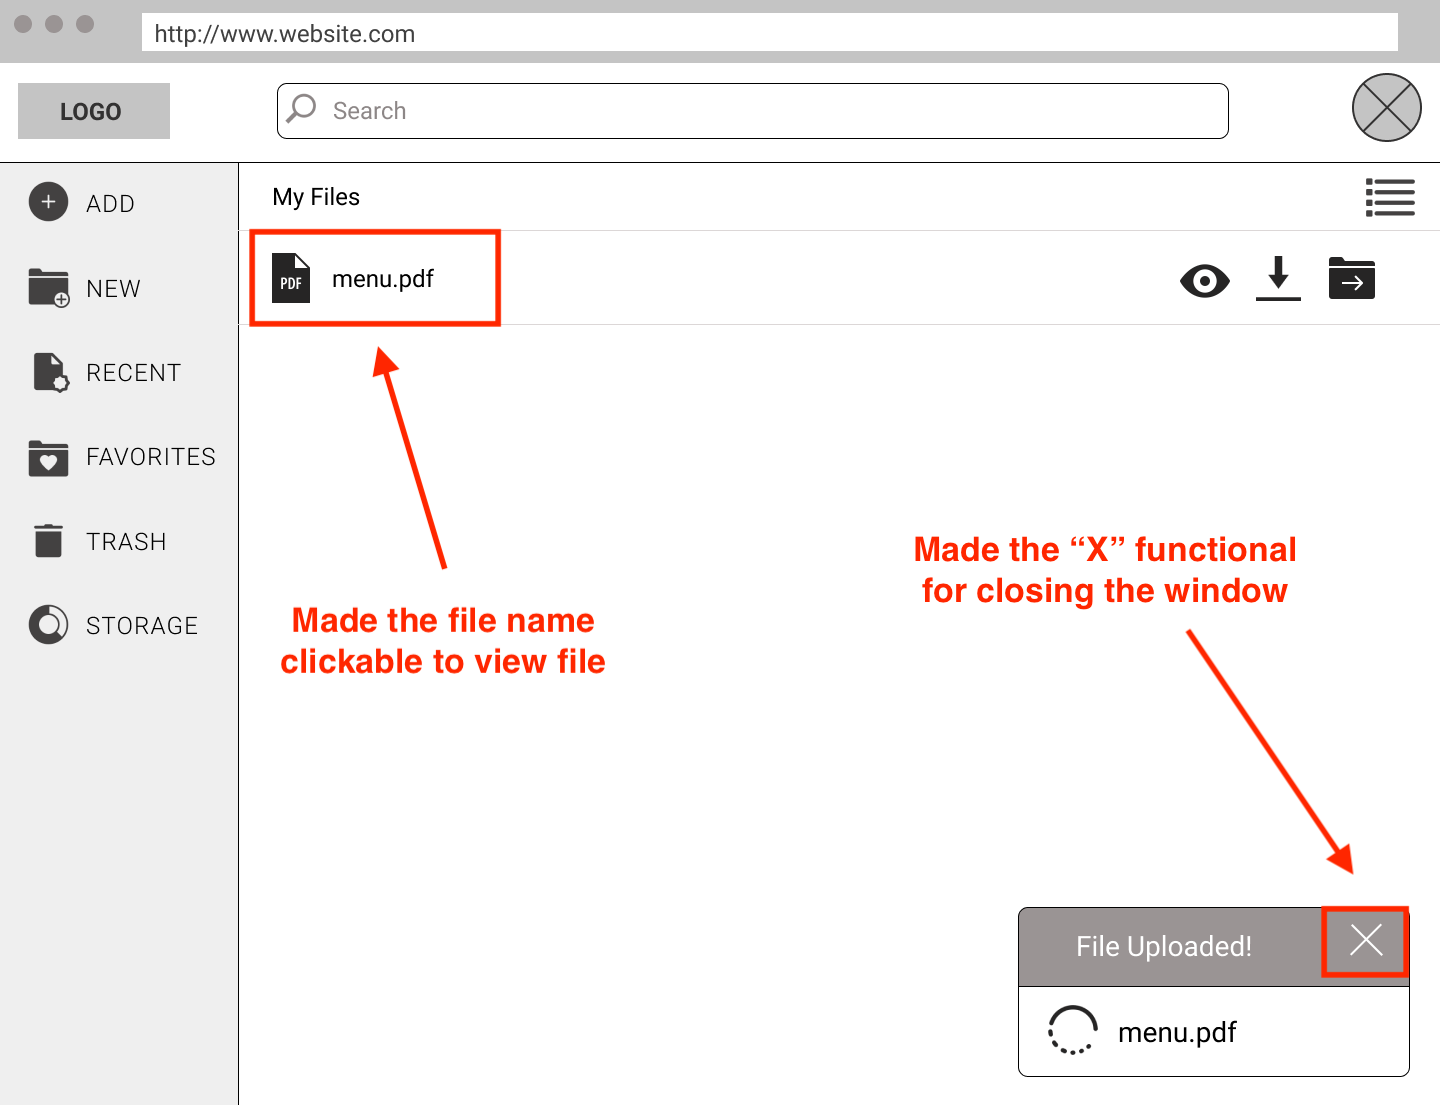 http://www.website.com
LOGO
Search
ADD
My Files
NEW
PDF
menu.pdf
RECENT
FAVORITES
TRASH
STORAGE
Made the file name
clickable to view file
Made the “X” functional
for closing the window
File Uploaded!
menu.pdf